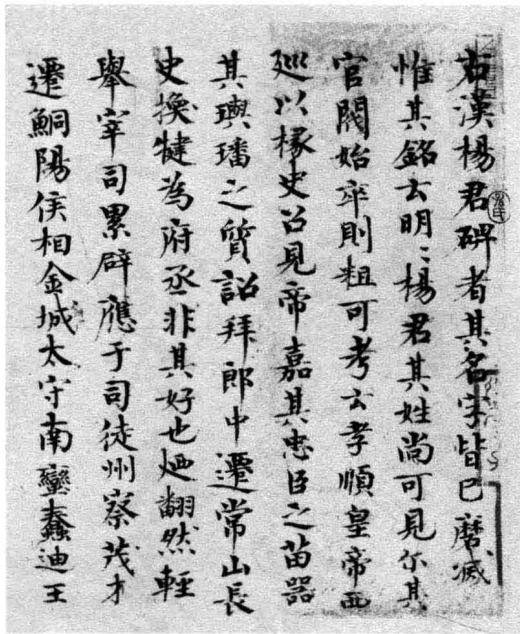 右漢楊君碑者其名字皆已磨滅
惟其銘云明〻楊君其姓尚可見尔其
官閥始卒則粗可考云孝順皇帝西
巡以掾史召見帝嘉其忠臣之苗器
其璵璠之質詔拜郎中遷常山長
史換犍為府丞非其好也迺翻然輕
舉宰司累辟應于司徒州察茂才
遷鮦陽侯相金城太守南蠻蠢迪王